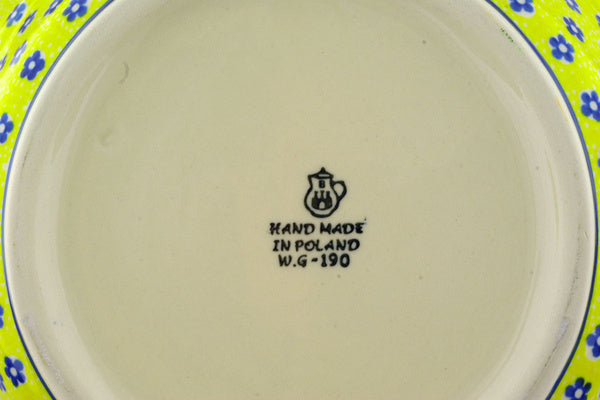 B
HAND MADE
IN POLAND
W.G-190